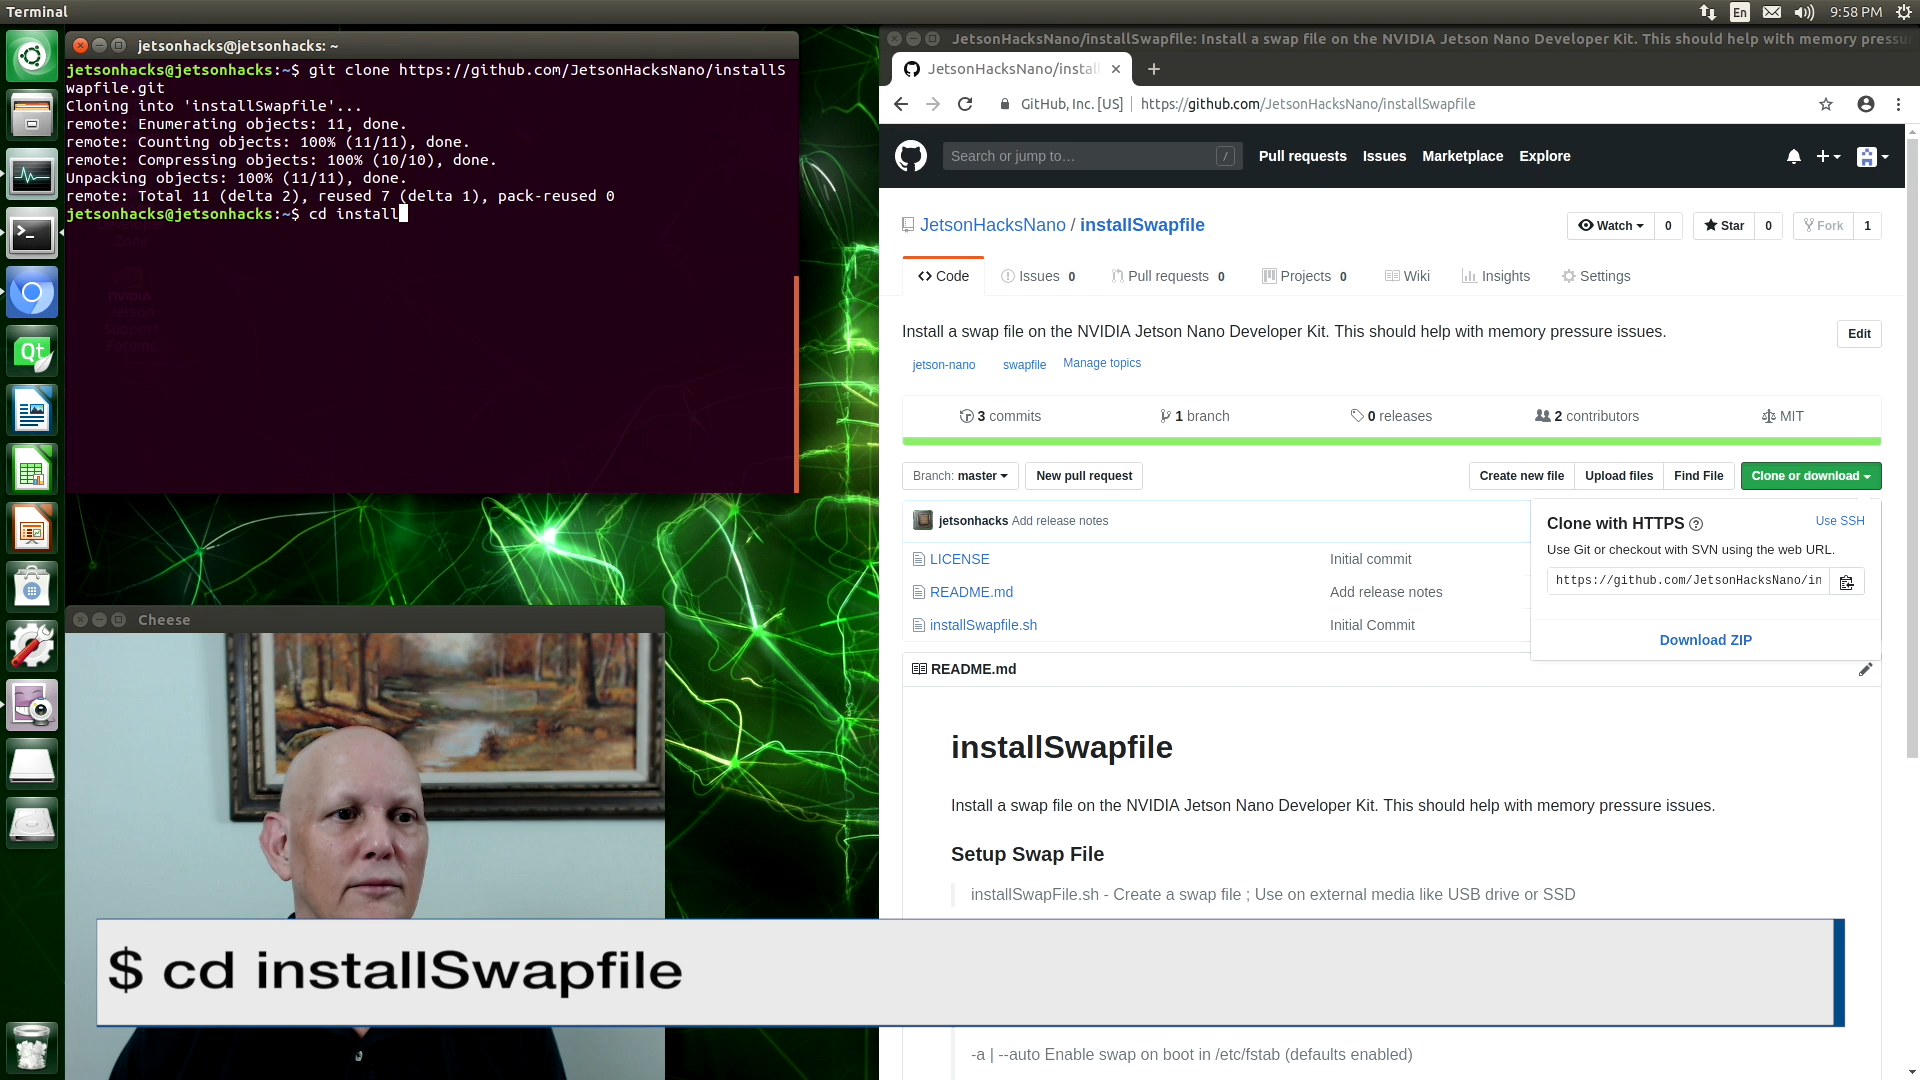 Terminal
En
9:58 PM
jetsonhacks@jetsonhacks: ~
jetsonhacks@jetsonhacks:~$ git clone https://github.com/JetsonHacksNano/installS
wapfile.git
Cloning into 'installSwapfile'...
remote: Enumerating objects: 11, done.
remote: Counting objects: 100% (11/11), done.
remote: Compressing objects: 100% (10/10), done.
Unpacking objects: 100% (11/11), done.
remote: Total 11 (delta 2), reused 7 (delta 1), pack-reused 0
jetsonhacks@jetsonhacks:~$ cd install
Zone
Jetson
Support
Forums
Qt
Cheese
JetsonHacksNano/installSwapfile: Install a swap file on the NVIDIA Jetson Nano Developer Kit. This should help with memory
JetsonHacksNano/instal
GitHub, Inc. [US] | https://github.com/JetsonHacksNano/installSwapfile
Search or jump to… / Pull requests Issues Marketplace Explore
JetsonHacksNano / installSwapfile
Watch 0 Star 0 Fork 1
Code Issues 0 Pull requests 0 Projects 0 Wiki Insights Settings
Install a swap file on the NVIDIA Jetson Nano Developer Kit. This should help with memory pressure issues.
Edit
jetson-nano swapfile Manage topics
3 commits 1 branch 0 releases 2 contributors MIT
Branch: master New pull request Create new file Upload files Find File Clone or download
jetsonhacks Add release notes
LICENSE Initial commit
README.md Add release notes
installSwapfile.sh Initial Commit
Clone with HTTPS ? Use SSH
Use Git or checkout with SVN using the web URL.
https://github.com/JetsonHacksNano/in
Download ZIP
README.md
installSwapfile
Install a swap file on the NVIDIA Jetson Nano Developer Kit. This should help with memory pressure issues.
Setup Swap File
installSwapFile.sh - Create a swap file ; Use on external media like USB drive or SSD
$ cd installSwapfile
-a | --auto Enable swap on boot in /etc/fstab (defaults enabled)